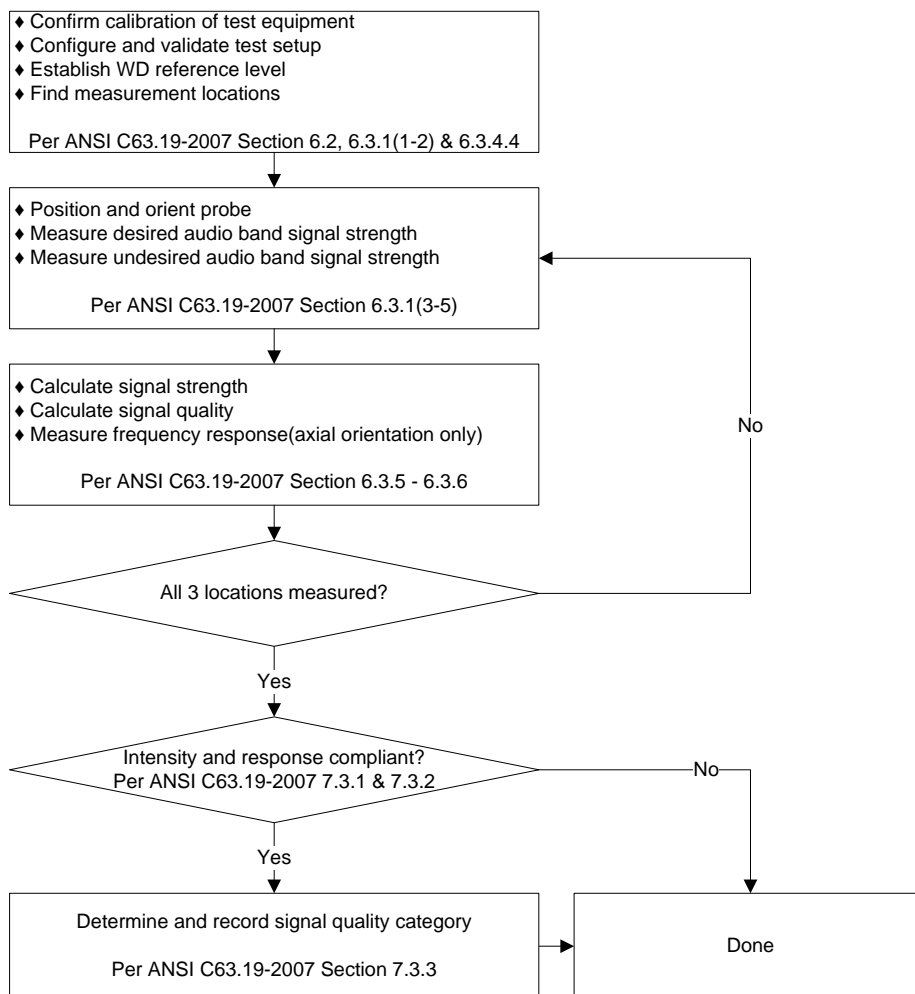 ♦ Confirm calibration of test equipment
♦ Configure and validate test setup
♦ Establish WD reference level
♦ Find measurement locations
Per ANSI C63.19-2007 Section 6.2, 6.3.1(1-2) & 6.3.4.4
♦ Position and orient probe
♦ Measure desired audio band signal strength
♦ Measure undesired audio band signal strength
Per ANSI C63.19-2007 Section 6.3.1(3-5)
♦ Calculate signal strength
♦ Calculate signal quality
♦ Measure frequency response(axial orientation only)
Per ANSI C63.19-2007 Section 6.3.5 - 6.3.6
No
All 3 locations measured?
Yes
Intensity and response compliant?
Per ANSI C63.19-2007 7.3.1 & 7.3.2
No
Yes
Determine and record signal quality category
Per ANSI C63.19-2007 Section 7.3.3
Done